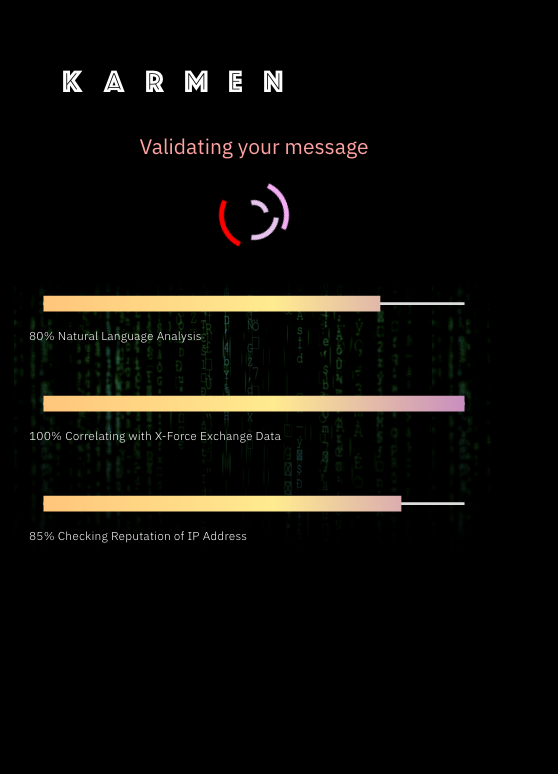 KARMEN
Validating your message
80% Natural Language Analysis
100% Correlating with X-Force Exchange Data
85% Checking Reputation of IP Address